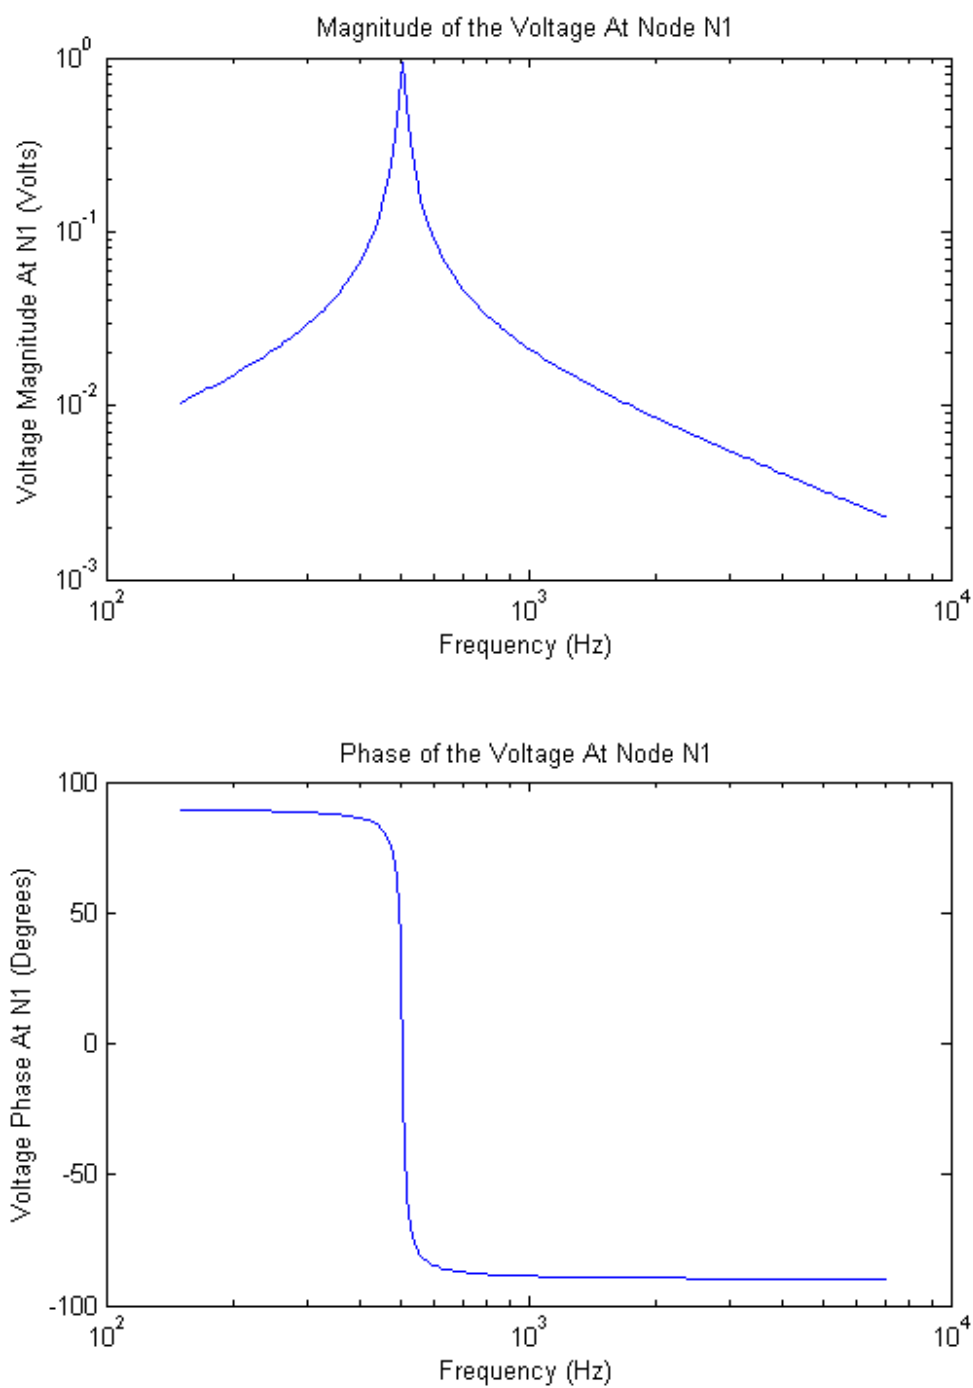 Magnitude of the Voltage At Node N1
10^0
10^-1
10^-2
10^-3
Voltage Magnitude At N1 (Volts)
10^2
10^3
10^4
Frequency (Hz)
Phase of the Voltage At Node N1
100
50
0
-50
-100
Voltage Phase At N1 (Degrees)
10^2
10^3
10^4
Frequency (Hz)